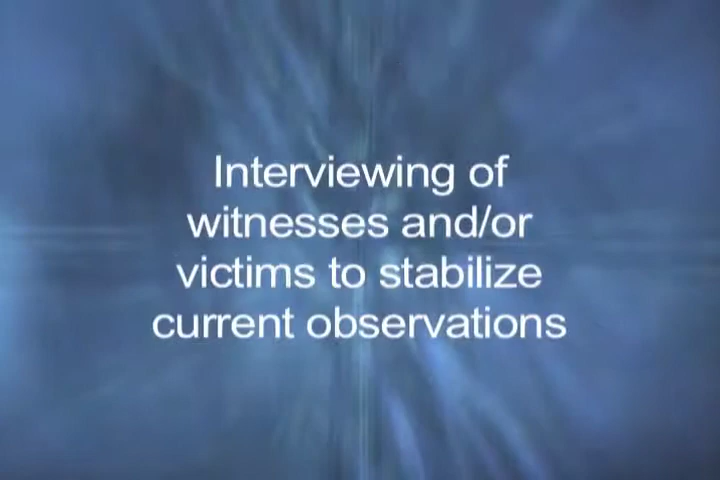 Interviewing of
witnesses and/or
victims to stabilize
current observations